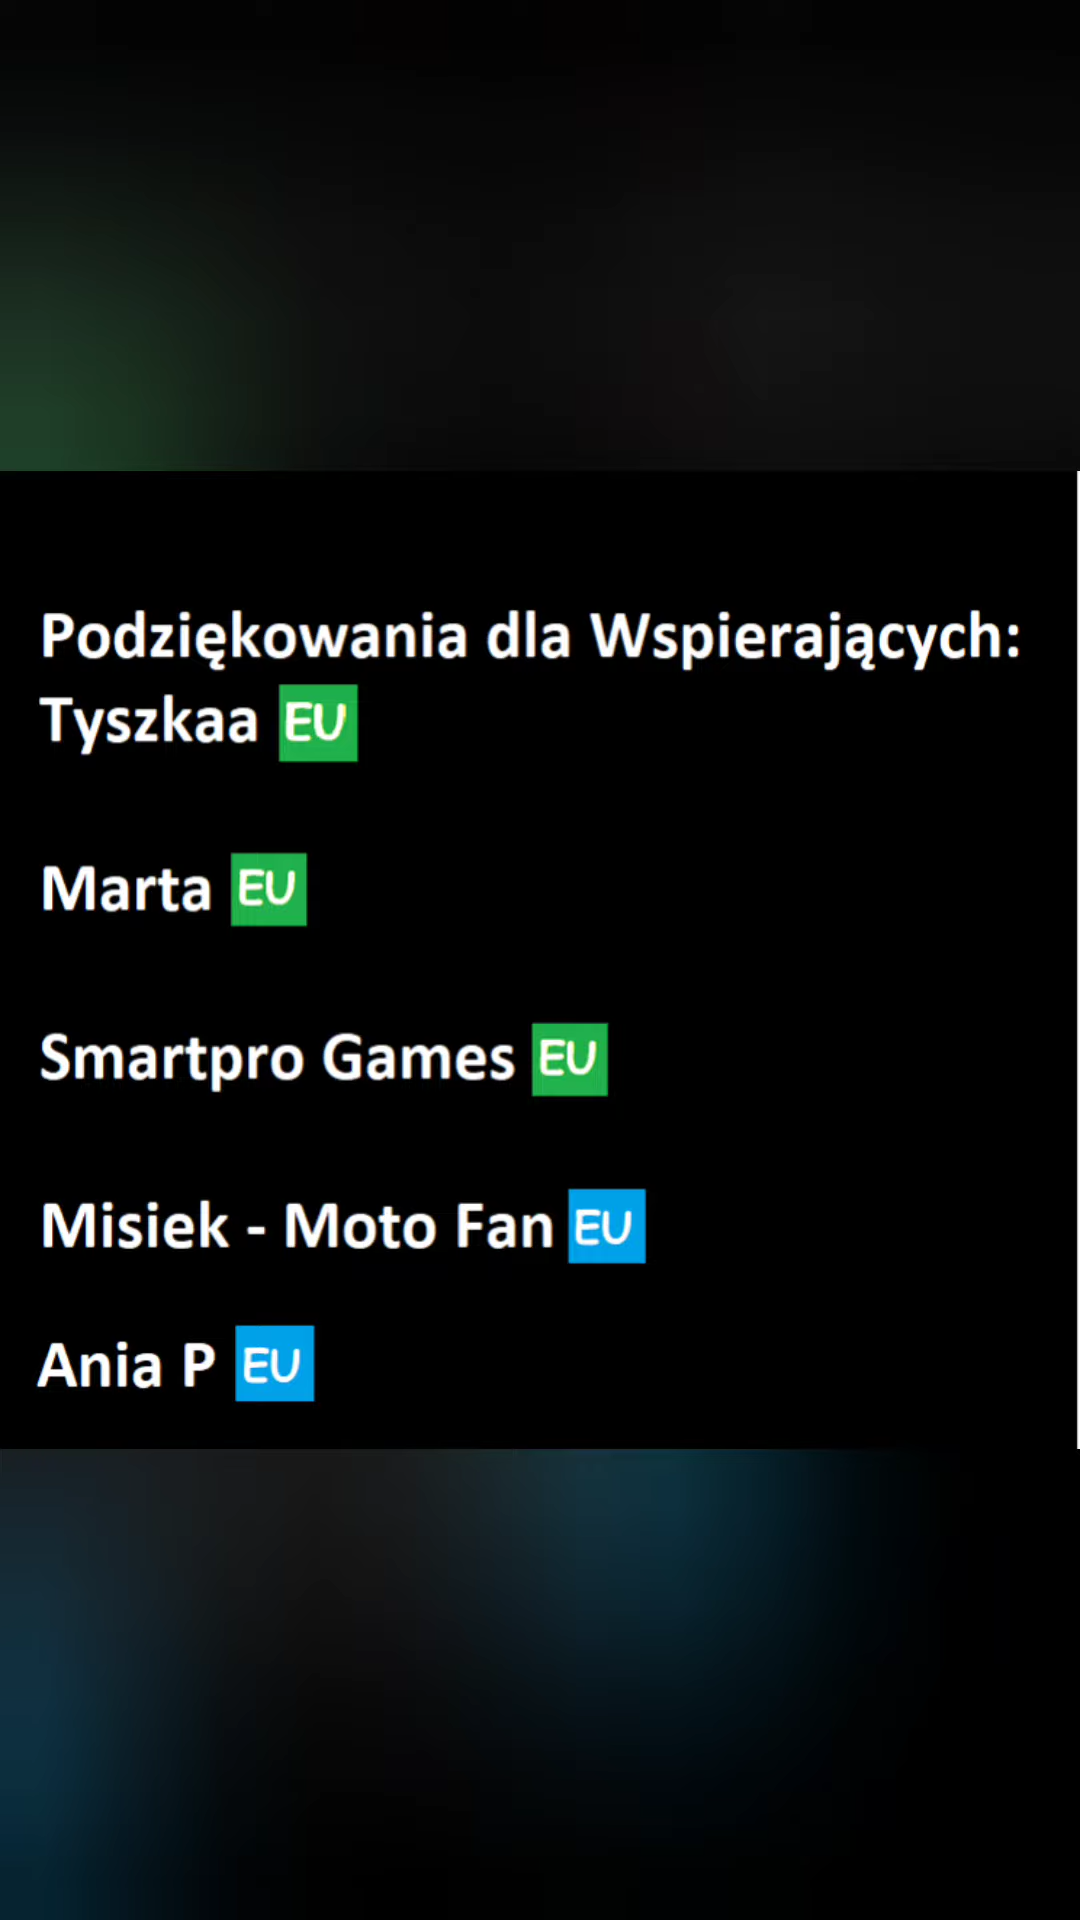 Podziękowania dla Wspierających:
Tyszkaa EU
Marta EU
Smartpro Games EU
Misiek - Moto Fan EU
Ania P EU